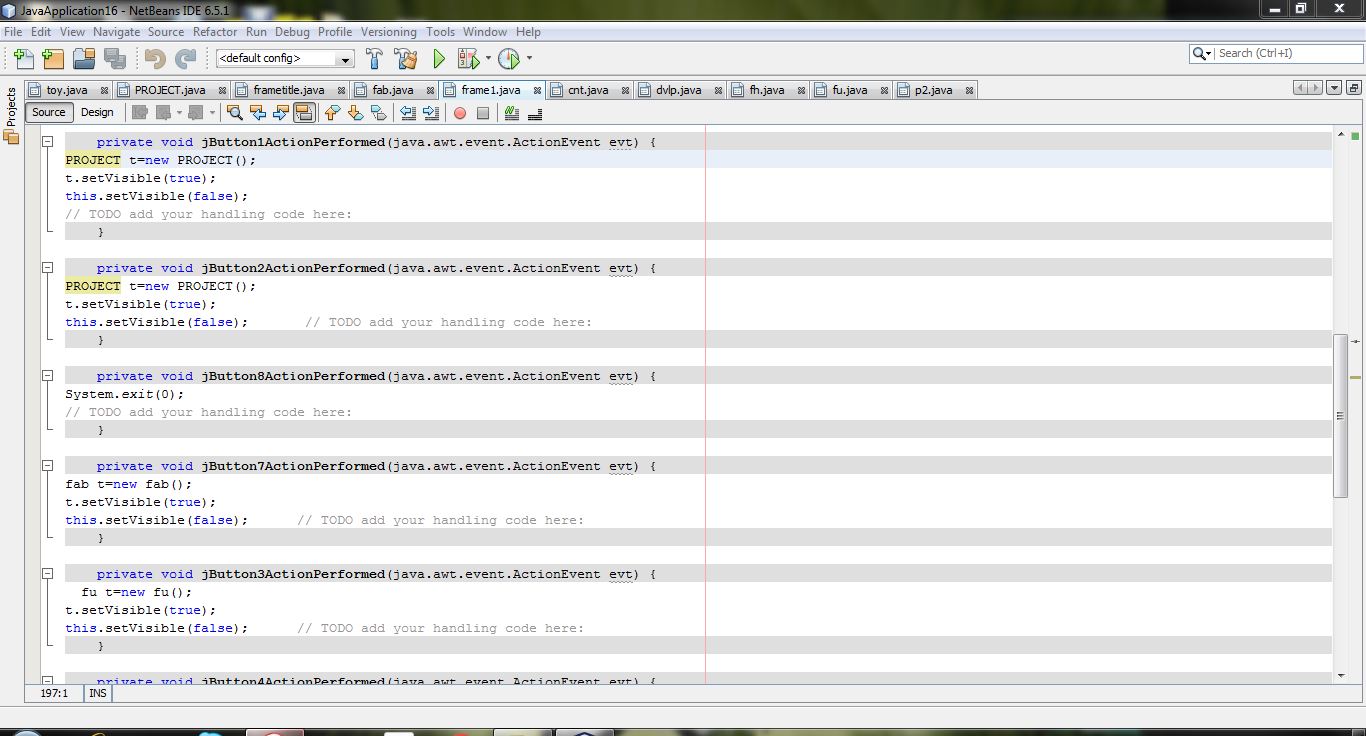 JavaApplication16 - NetBeans IDE 6.5.1
File Edit View Navigate Source Refactor Run Debug Profile Versioning Tools Window Help
<default config>
Search (Ctrl+I)
Projects
toy.java PROJECT.java frametitle.java fab.java frame1.java cnt.java dvlp.java fh.java fu.java p2.java
Source Design
private void jButton1ActionPerformed(java.awt.event.ActionEvent evt) {
PROJECT t=new PROJECT();
t.setVisible(true);
this.setVisible(false);
// TODO add your handling code here:
}
private void jButton2ActionPerformed(java.awt.event.ActionEvent evt) {
PROJECT t=new PROJECT();
t.setVisible(true);
this.setVisible(false); // TODO add your handling code here:
}
private void jButton8ActionPerformed(java.awt.event.ActionEvent evt) {
System.exit(0);
// TODO add your handling code here:
}
private void jButton7ActionPerformed(java.awt.event.ActionEvent evt) {
fab t=new fab();
t.setVisible(true);
this.setVisible(false); // TODO add your handling code here:
}
private void jButton3ActionPerformed(java.awt.event.ActionEvent evt) {
fu t=new fu();
t.setVisible(true);
this.setVisible(false); // TODO add your handling code here:
}
private void jButton4ActionPerformed(java.awt.event.ActionEvent evt) {
197:1 INS